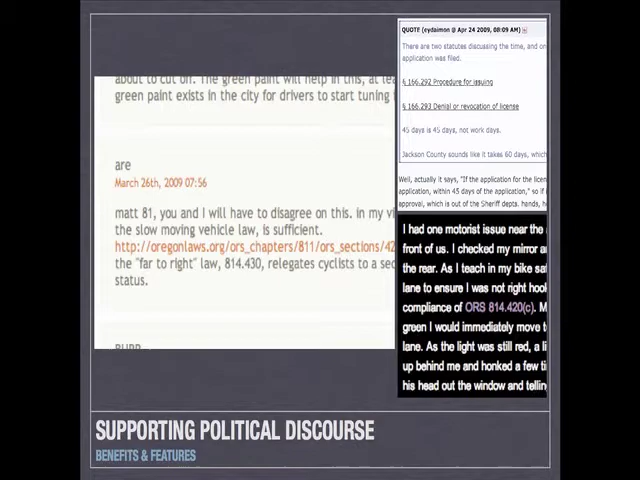 about to cut off. The green paint will help in this, at
green paint exists in the city for drivers to start tuning
are
March 26th, 2009 07:56
matt 81, you and I will have to disagree on this. in my
the slow moving vehicle law, is sufficient.
http://oregonlaws.org/ors_chapters/811/ors_sections/42
the "far to right" law, 814.430, relegates cyclists to a
status.
QUOTE (eydaimon @ Apr 24 2009, 08:09 AM)
There are two statutes discussing the time, and
application was filed.
§ 166.292 Procedure for issuing
§ 166.293 Denial or revocation of license
45 days is 45 days, not work days.
Jackson County sounds like it takes 60 days,
Well, actually it says, "If the application for the
application, within 45 days of the application," so if
approval, which is out of the Sheriff depts. hands,
I had one motorist issue near the
front of us. I checked my mirror
the rear. As I teach in my bike
lane to ensure I was not right
compliance of ORS 814.420(c).
green I would immediately move
lane. As the light was still red, a
up behind me and honked a few
his head out the window and
SUPPORTING POLITICAL DISCOURSE
BENEFITS & FEATURES